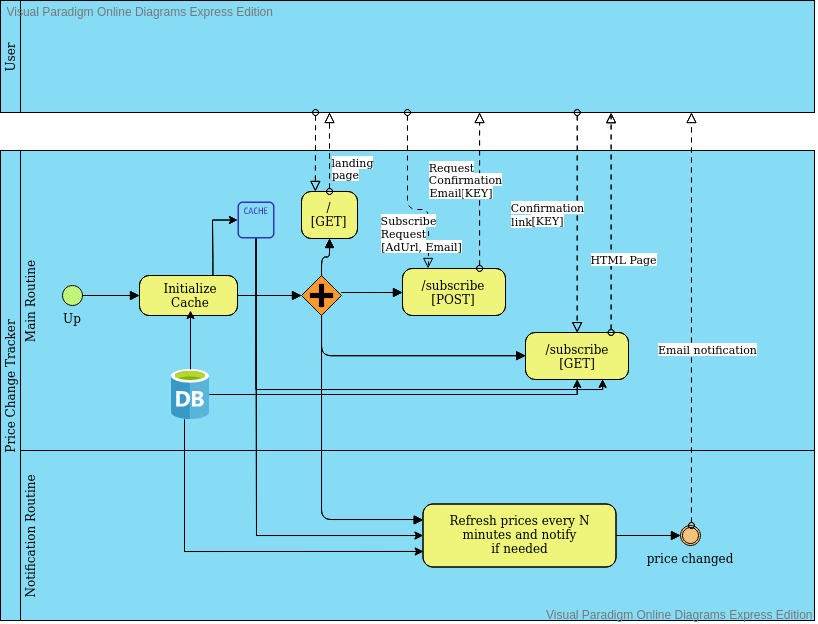 Visual Paradigm Online Diagrams Express Edition
User
landing
page
Request
Confirmation
Email[KEY]
CACHE
/
[GET]
Subscribe
Request
[AdUrl, Email]
Confirmation
link[KEY]
HTML Page
Main Routine
Initialize
Cache
Up
/subscribe
[POST]
/subscribe
[GET]
Email notification
Price Change Tracker
DB
Notification Routine
Refresh prices every N
minutes and notify
if needed
price changed
Visual Paradigm Online Diagrams Express Edition